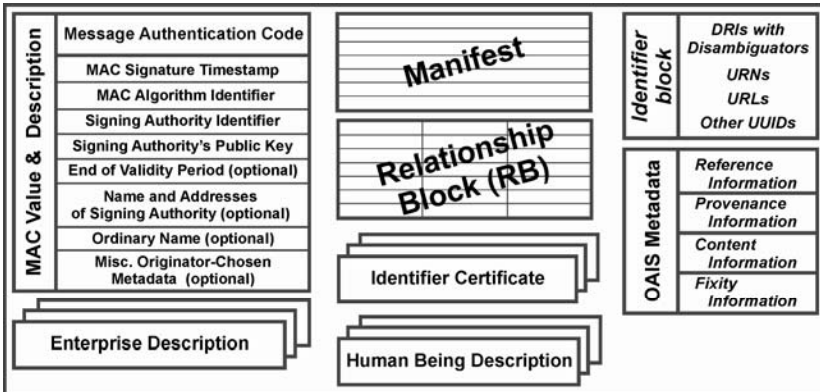 MAC Value & Description
Message Authentication Code
MAC Signature Timestamp
MAC Algorithm Identifier
Signing Authority Identifier
Signing Authority's Public Key
End of Validity Period (optional)
Name and Addresses
of Signing Authority (optional)
Ordinary Name (optional)
Misc. Originator-Chosen
Metadata (optional)
Enterprise Description
Manifest
Relationship
Block (RB)
Identifier Certificate
Human Being Description
Identifier
block
DRIs with
Disambiguators
URNs
URLs
Other UUIDs
OAIS Metadata
Reference
Information
Provenance
Information
Content
Information
Fixity
Information